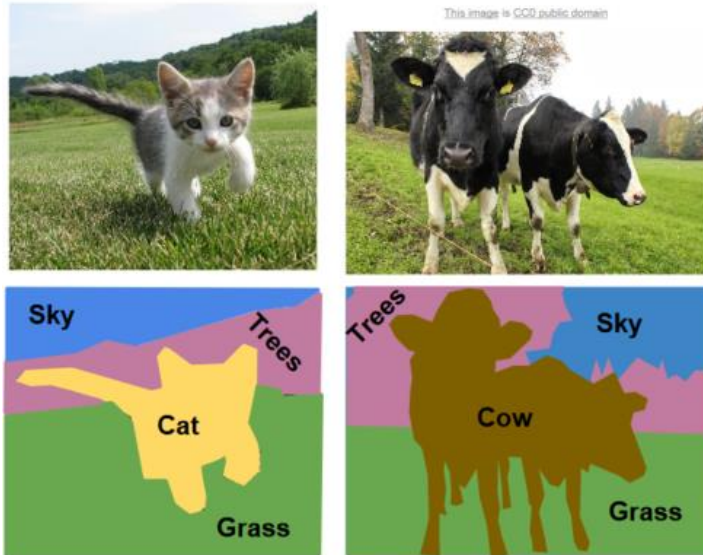 This image is CC0 public domain
Sky
Trees
Cat
Grass
Trees
Sky
Cow
Grass